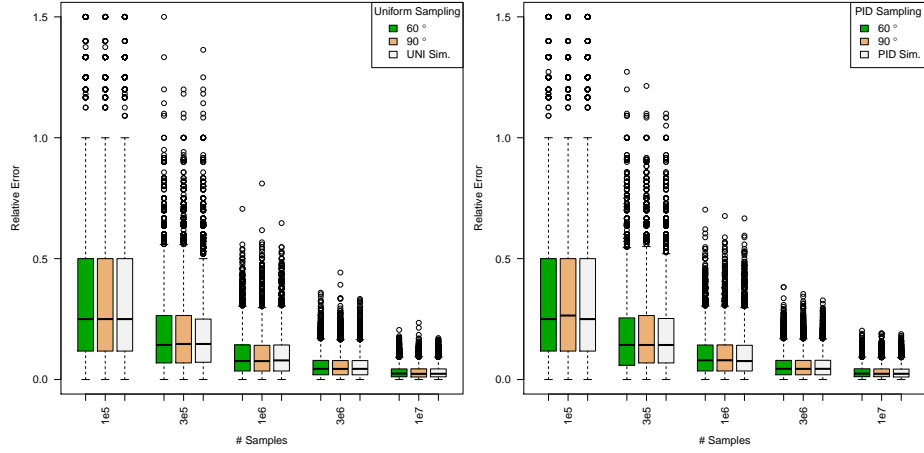 Uniform Sampling
60 °
90 °
UNI Sim.
Relative Error
1.5
1.0
0.5
0.0
1e5
3e5
1e6
3e6
1e7
# Samples
PID Sampling
60 °
90 °
PID Sim.
Relative Error
1.5
1.0
0.5
0.0
1e5
3e5
1e6
3e6
1e7
# Samples